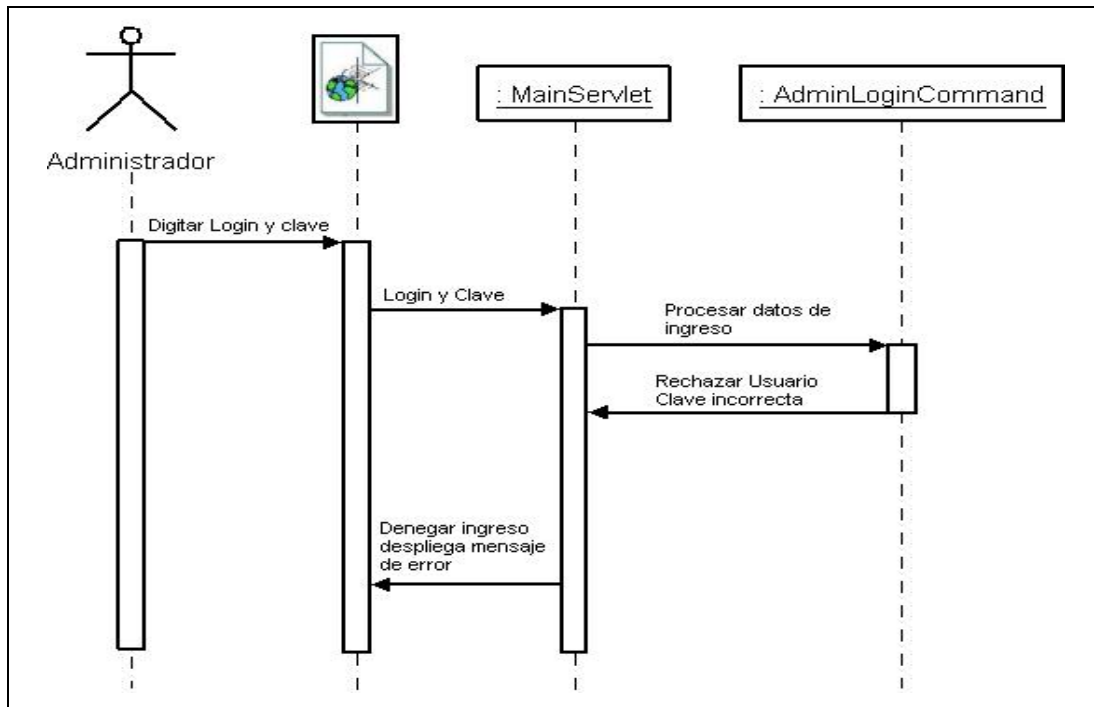 : MainServlet
: AdminLoginCommand
Administrador
Digitar Login y clave
Login y Clave
Procesar datos de
ingreso
Rechazar Usuario
Clave incorrecta
Denegar ingreso
despliega mensaje
de error